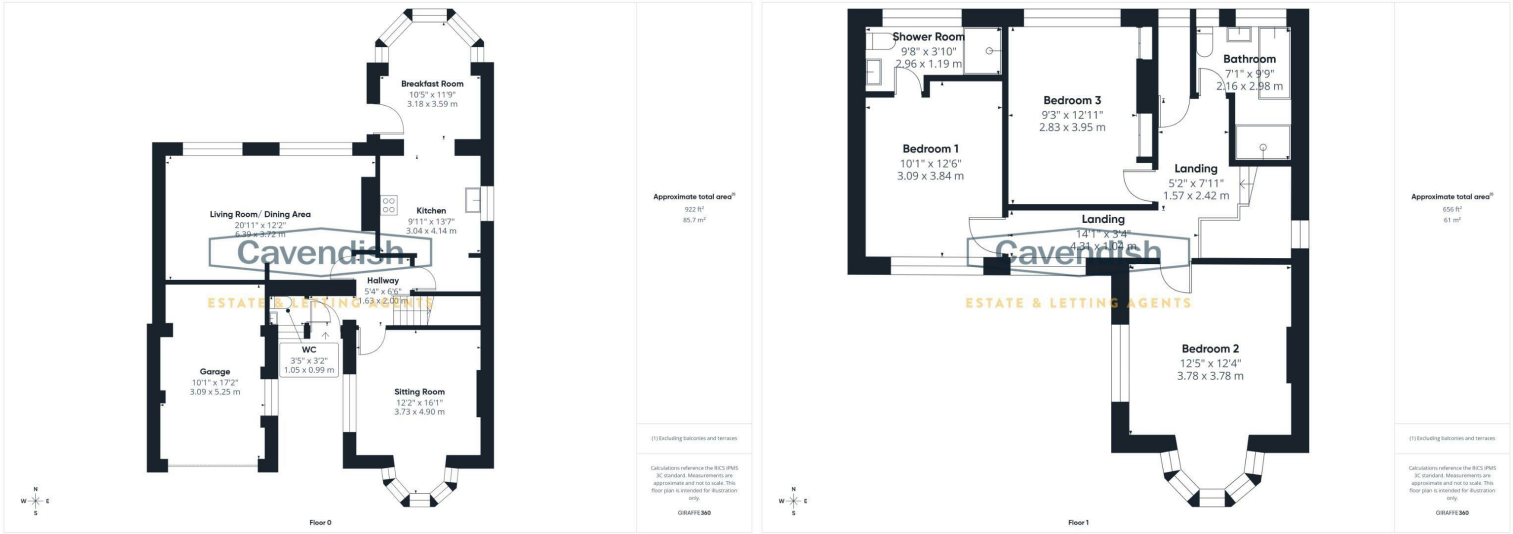 Breakfast Room
10'5" x 11'9"
3.18 x 3.59 m
Living Room/ Dining Area
20'11" x 12'2"
6.39 x 3.72 m
Kitchen
9'11" x 13'7"
3.04 x 4.14 m
Cavendish
ESTATE & LETTING AGENTS
Hallway
5'4" x 6'6"
1.63 x 2.00 m
WC
3'5" x 3'2"
1.05 x 0.99 m
Garage
10'1" x 17'2"
3.09 x 5.25 m
Sitting Room
12'2" x 16'1"
3.73 x 4.90 m
N
W E
S
Floor 0
Approximate total area(1)
922 ft²
85.7 m²
(1) Excluding balconies and terraces
Calculations reference the RICS IPMS
3C standard. Measurements are
approximate and not to scale. This
floor plan is intended for illustration
only.
GIRAFFE360
Shower Room
9'8" x 3'10"
2.96 x 1.19 m
Bathroom
7'1" x 9'9"
2.16 x 2.98 m
Bedroom 3
9'3" x 12'11"
2.83 x 3.95 m
Bedroom 1
10'1" x 12'6"
3.09 x 3.84 m
Landing
5'2" x 7'11"
1.57 x 2.42 m
Landing
14'1" x 3'4"
4.31 x 1.04 m
Cavendish
ESTATE & LETTING AGENTS
Bedroom 2
12'5" x 12'4"
3.78 x 3.78 m
N
W E
S
Floor 1
Approximate total area(1)
656 ft²
61 m²
(1) Excluding balconies and terraces
Calculations reference the RICS IPMS
3C standard. Measurements are
approximate and not to scale. This
floor plan is intended for illustration
only.
GIRAFFE360